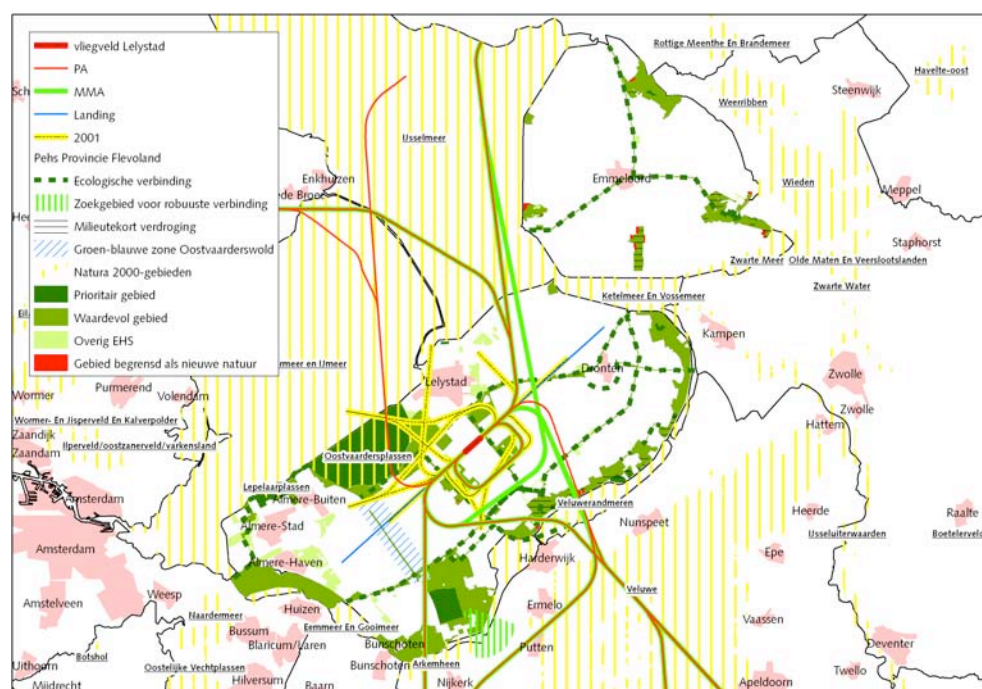 vliegveld Lelystad
PA
MMA
Landing
2001
Pehs Provincie Flevoland
Ecologische verbinding
Zoekgebied voor robuuste verbinding
Milieutekort verdroging
Groen-blauwe zone Oostvaarderswold
Natura 2000-gebieden
Prioritair gebied
Waardevol gebied
Overig EHS
Gebied begrensd als nieuwe natuur
Rottige Meenthe En Brandemeer
Havelte-oost
Steenwijk
Weerribben
IJsselmeer
Enkhuizen
Emmeloord
Wieden
Meppel
Staphorst
Zwarte Meer
Olde Maten En Veerslootslanden
Zwarte Water
Ketelmeer En Vossemeer
Kampen
meer En IJmeer
Lelystad
Dronten
Zwolle
Zwolle
Hattem
Purmerend
Volendam
Wormer
Wormer- En Jisperveld En Kalverpolder
Zaandijk
Zaandam
Ilperveld/oostzanerveld/varkensland
Oostvaardersplassen
Lepelaarplassen
Almere-Buiten
Amsterdam
Almere-Stad
Veluwerandmeren
Nunspeet
Heerde
Raalte
IJsseluiterwaarden
Boetelerveld
Amsterdam
Almere-Haven
Harderwijk
Epe
Amstelveen
Weesp
Huizen
Naardermeer
Ermelo
Veluwe
Vaassen
Eemmeer En Gooimeer
Bussum
Blaricum/Laren
Bunschoten
Putten
Deventer
Botshol
Uithoorn
Oostelijke Vechtplassen
Bunschoten
Arkemheen
Twello
Mijdrecht
Hilversum
Baarn
Nijkerk
Apeldoorn